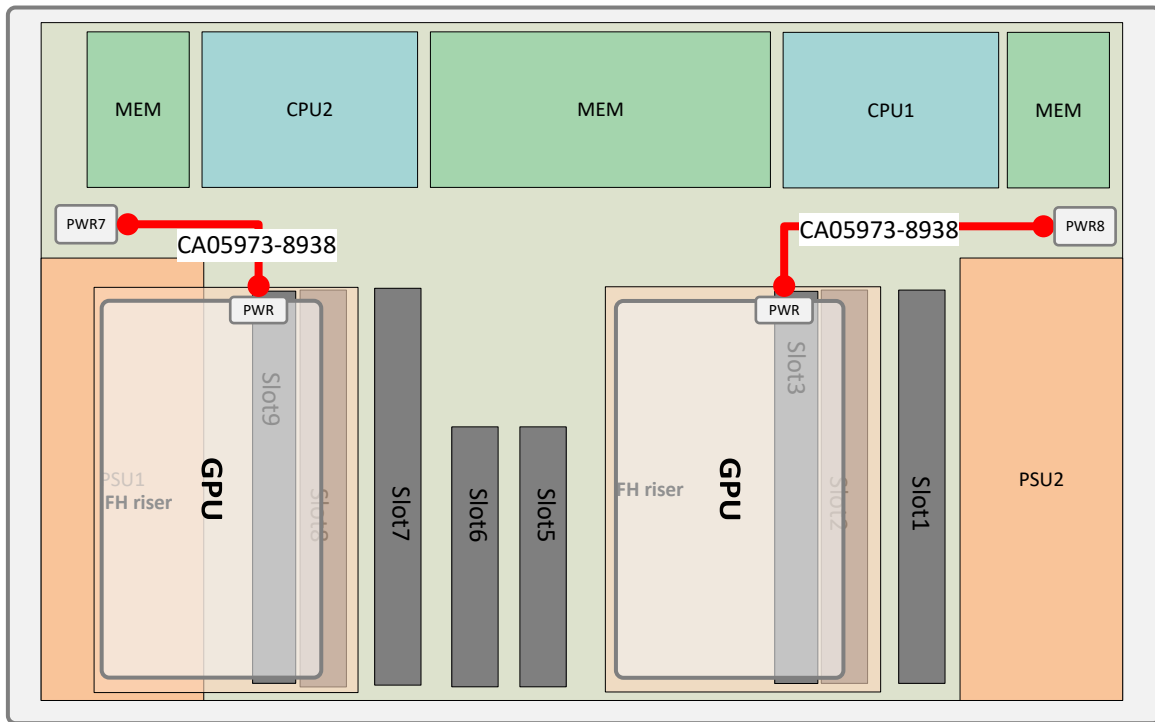 MEM
CPU2
MEM
CPU1
MEM
PWR7
CA05973-8938
CA05973-8938
PWR8
PWR
PWR
Slot9
Slot3
PSU1
FH riser
GPU
Slot8
Slot7
Slot6
Slot5
FH riser
GPU
Slot2
Slot1
PSU2